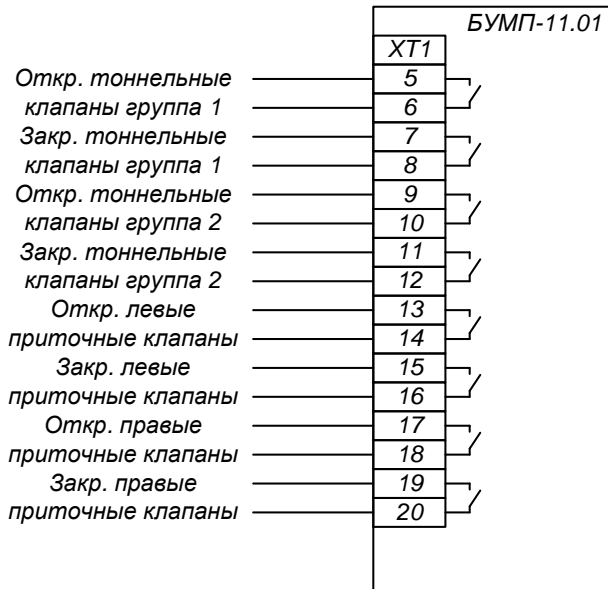 БУМП-11.01
XT1
Откр. тоннельные 5
клапаны группа 1 6
Закр. тоннельные 7
клапаны группа 1 8
Откр. тоннельные 9
клапаны группа 2 10
Закр. тоннельные 11
клапаны группа 2 12
Откр. левые 13
приточные клапаны 14
Закр. левые 15
приточные клапаны 16
Откр. правые 17
приточные клапаны 18
Закр. правые 19
приточные клапаны 20